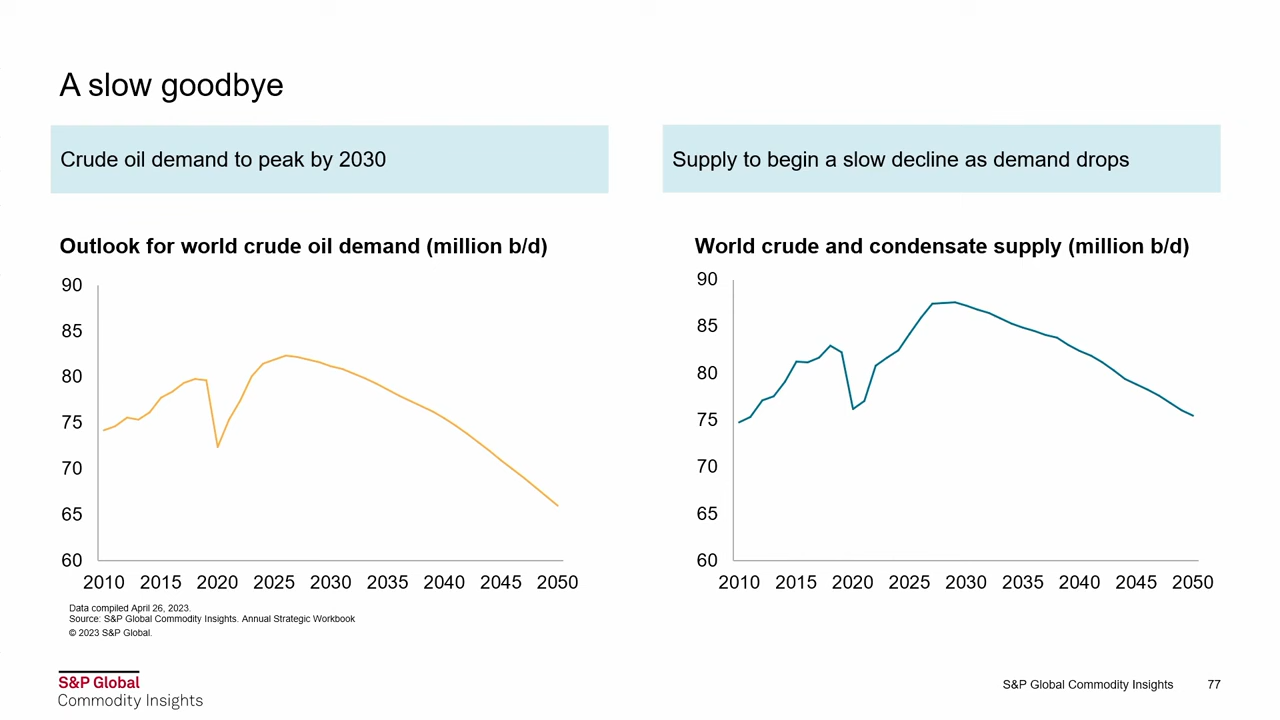 A slow goodbye
Crude oil demand to peak by 2030
Supply to begin a slow decline as demand drops
Outlook for world crude oil demand (million b/d)
90
85
80
75
70
65
60
2010 2015 2020 2025 2030 2035 2040 2045 2050
Data compiled April 26, 2023.
Source: S&P Global Commodity Insights. Annual Strategic Workbook
© 2023 S&P Global.
World crude and condensate supply (million b/d)
90
85
80
75
70
65
60
2010 2015 2020 2025 2030 2035 2040 2045 2050
S&P Global
Commodity Insights
S&P Global Commodity Insights 77